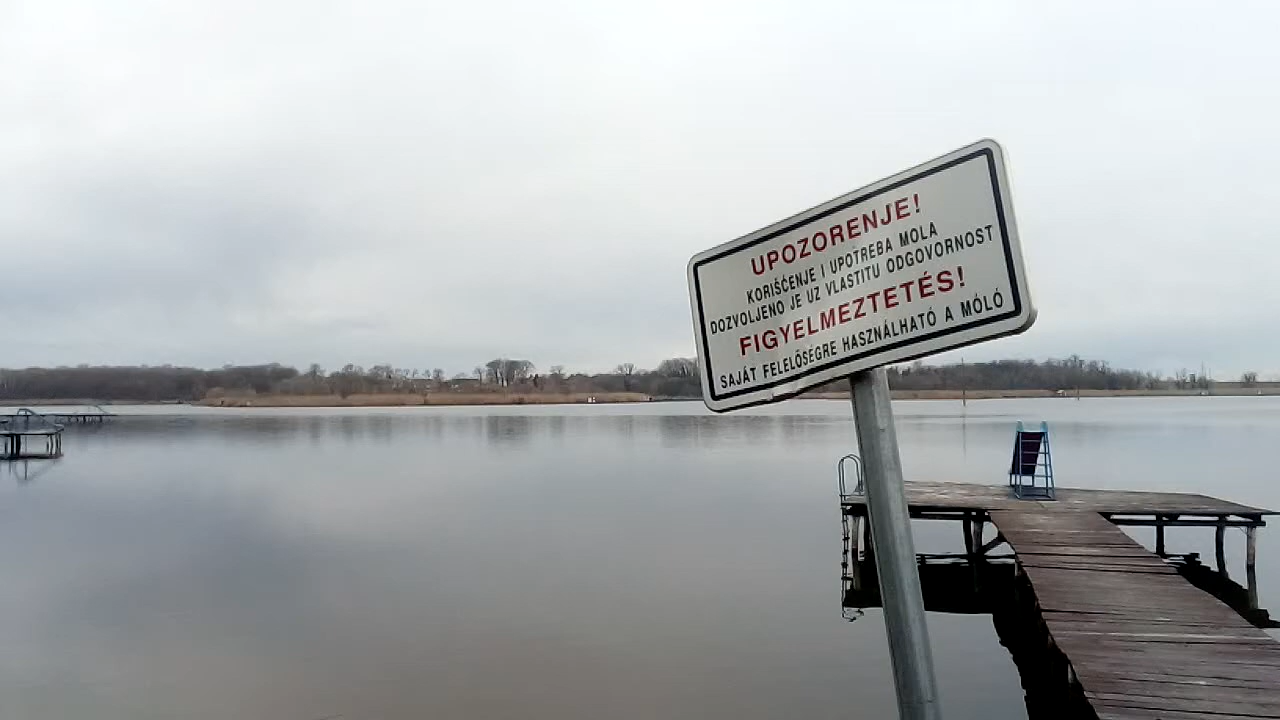 UPOZORENJE!
KORIŠĆENJE I UPOTREBA MOLA
DOZVOLJENO JE UZ VLASTITU ODGOVORNOST
FIGYELMEZTETÉS!
SAJÁT FELELŐSÉGRE HASZNÁLHATÓ A MÓLÓ